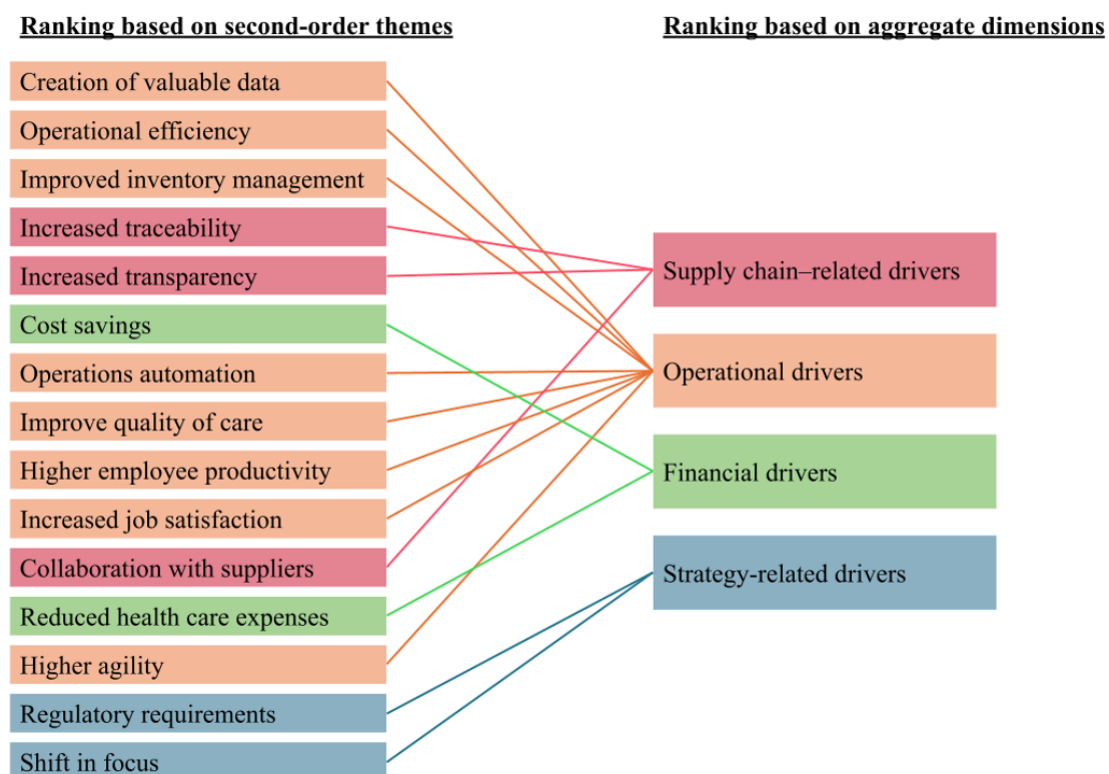 Ranking based on second-order themes
Ranking based on aggregate dimensions
Creation of valuable data
Operational efficiency
Improved inventory management
Increased traceability
Increased transparency
Cost savings
Operations automation
Improve quality of care
Higher employee productivity
Increased job satisfaction
Collaboration with suppliers
Reduced health care expenses
Higher agility
Regulatory requirements
Shift in focus
Supply chain–related drivers
Operational drivers
Financial drivers
Strategy-related drivers